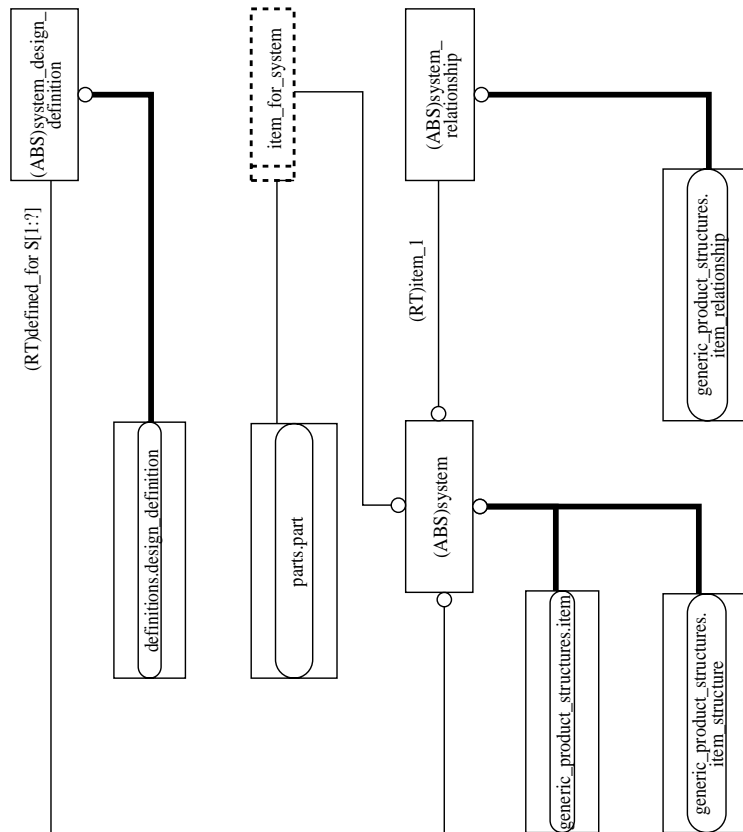 (ABS)system_design_
definition
(RT)defined_for S[1:?]
definitions.design_definition
item_for_system
parts.part
(ABS)system_
relationship
(RT)item_1
(ABS)system
generic_product_structures.
item_relationship
generic_product_structures.item
generic_product_structures.
item_structure